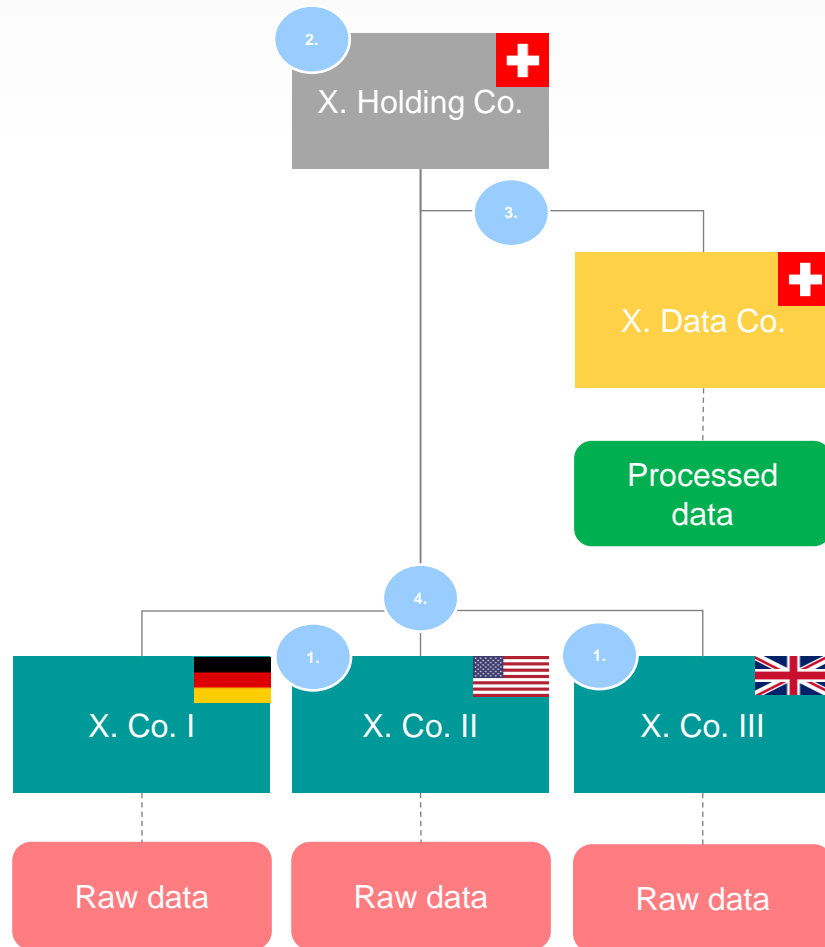 2.
X. Holding Co.
3.
X. Data Co.
Processed
data
4.
1.
1.
X. Co. I
X. Co. II
X. Co. III
Raw data
Raw data
Raw data